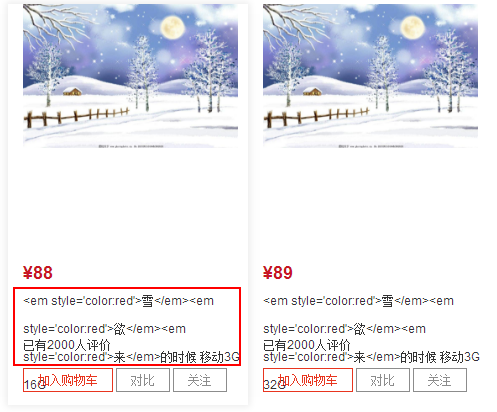 ¥88
<em style='color:red'>雪</em><em
style='color:red'>欲</em><em
已有2000人评价
style='color:red'>来</em>的时候 移动3G
16G
加入购物车
对比
关注
¥89
<em style='color:red'>雪</em><em
style='color:red'>欲</em><em
已有2000人评价
style='color:red'>来</em>的时候 移动3G
32G
加入购物车
对比
关注